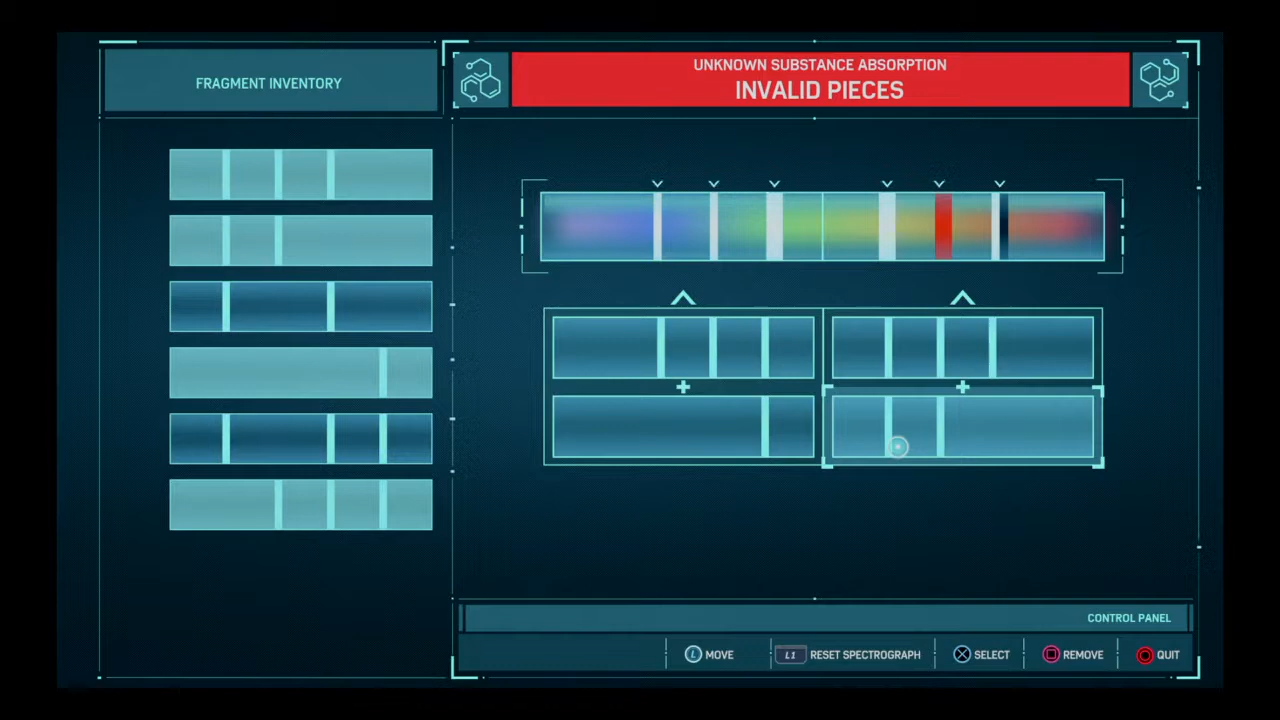 FRAGMENT INVENTORY
UNKNOWN SUBSTANCE ABSORPTION
INVALID PIECES
CONTROL PANEL
L MOVE
L1 RESET SPECTROGRAPH
SELECT
REMOVE
QUIT